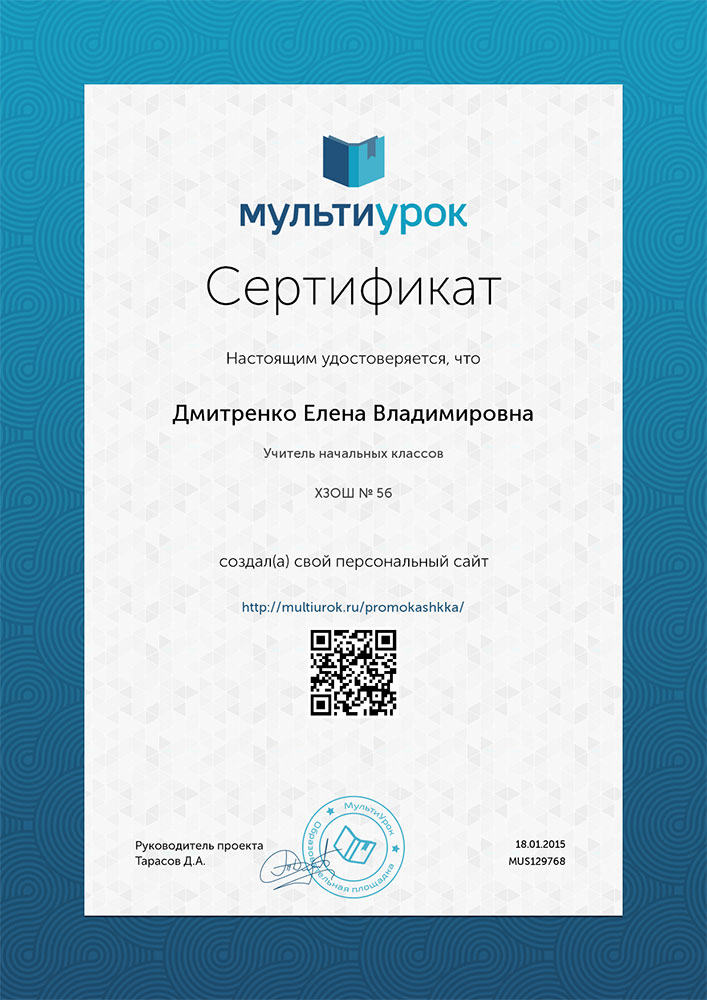 мультиурок
Сертификат
Настоящим удостоверяется, что
Дмитренко Елена Владимировна
Учитель начальных классов
ХЗОШ № 56
создал(а) свой персональный сайт
http://multiurok.ru/promokashkka/
МультиУрок
Образовательная площадка
Руководитель проекта
Тарасов Д.А.
18.01.2015
MUS129768